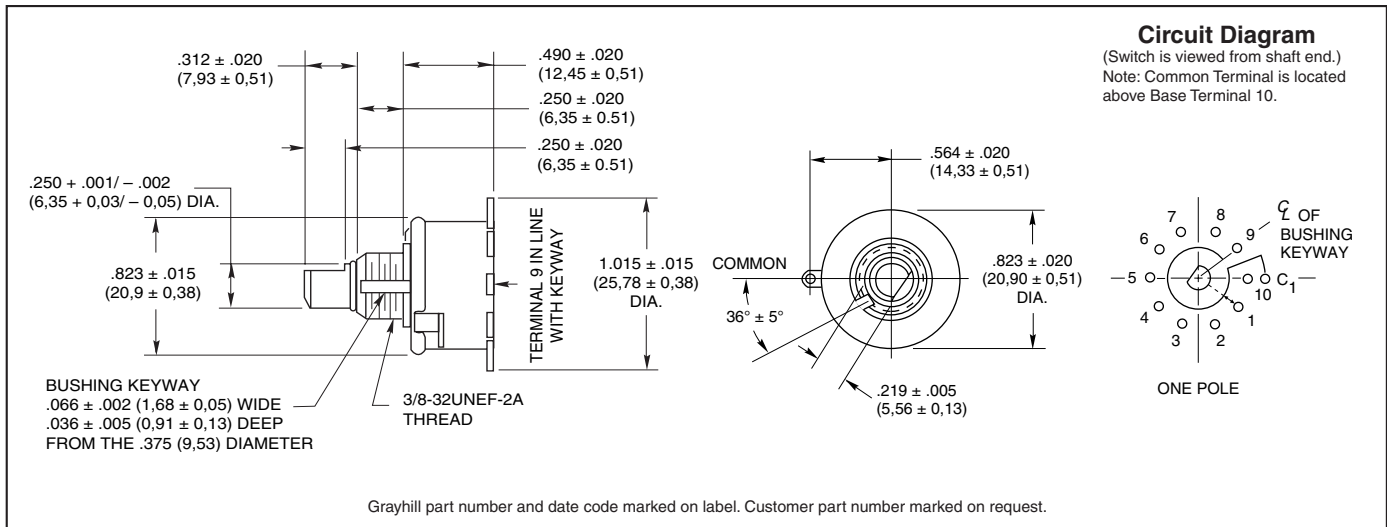 Circuit Diagram
(Switch is viewed from shaft end.)
Note: Common Terminal is located
above Base Terminal 10.
.312 ± .020
(7,93 ± 0,51)
.490 ± .020
(12,45 ± 0,51)
.250 ± .020
(6,35 ± 0.51)
.250 ± .020
(6,35 ± 0.51)
.250 + .001/ – .002
(6,35 + 0,03/ – 0,05) DIA.
.823 ± .015
(20,9 ± 0,38)
TERMINAL 9 IN LINE
WITH KEYWAY
1.015 ± .015
(25,78 ± 0,38)
DIA.
BUSHING KEYWAY
.066 ± .002 (1,68 ± 0,05) WIDE
.036 ± .005 (0,91 ± 0,13) DEEP
FROM THE .375 (9,53) DIAMETER
3/8-32UNEF-2A
THREAD
.564 ± .020
(14,33 ± 0,51)
COMMON
36° ± 5°
.823 ± .020
(20,90 ± 0,51)
DIA.
.219 ± .005
(5,56 ± 0,13)
℄ OF
BUSHING
KEYWAY
7
8
6
9
5
10
C1
4
1
3
2
ONE POLE
Grayhill part number and date code marked on label. Customer part number marked on request.